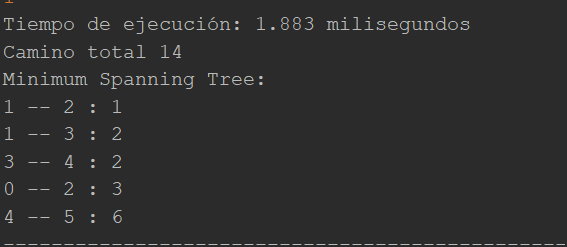 Tiempo de ejecución: 1.883 milisegundos
Camino total 14
Minimum Spanning Tree:
1 -- 2 : 1
1 -- 3 : 2
3 -- 4 : 2
0 -- 2 : 3
4 -- 5 : 6
----------------------------------------------